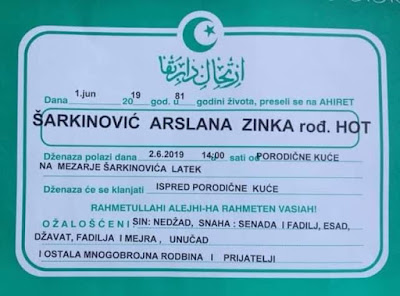 ارتحال دار بقا
Dana 1.jun 2019 god. u 81 godini života, preseli se na AHIRET
ŠARKINOVIĆ ARSLANA ZINKA rođ. HOT
Dženaza polazi dana 2.6.2019 14,00 sati od PORODIČNE KUĆE
NA MEZARJE ŠARKINOVIĆA LATEK
Dženaza će se klanjati ISPRED PORODIČNE KUĆE
RAHMETULLAHI ALEJHI-HA RAHMETEN VASIAH!
OŽALOŠĆENI SIN: NEDŽAD, SNAHA : SENADA I FADILJ, ESAD,
DŽAVAT, FADILJA I MEJRA , UNUČAD
I OSTALA MNOGOBROJNA RODBINA I PRIJATELJI